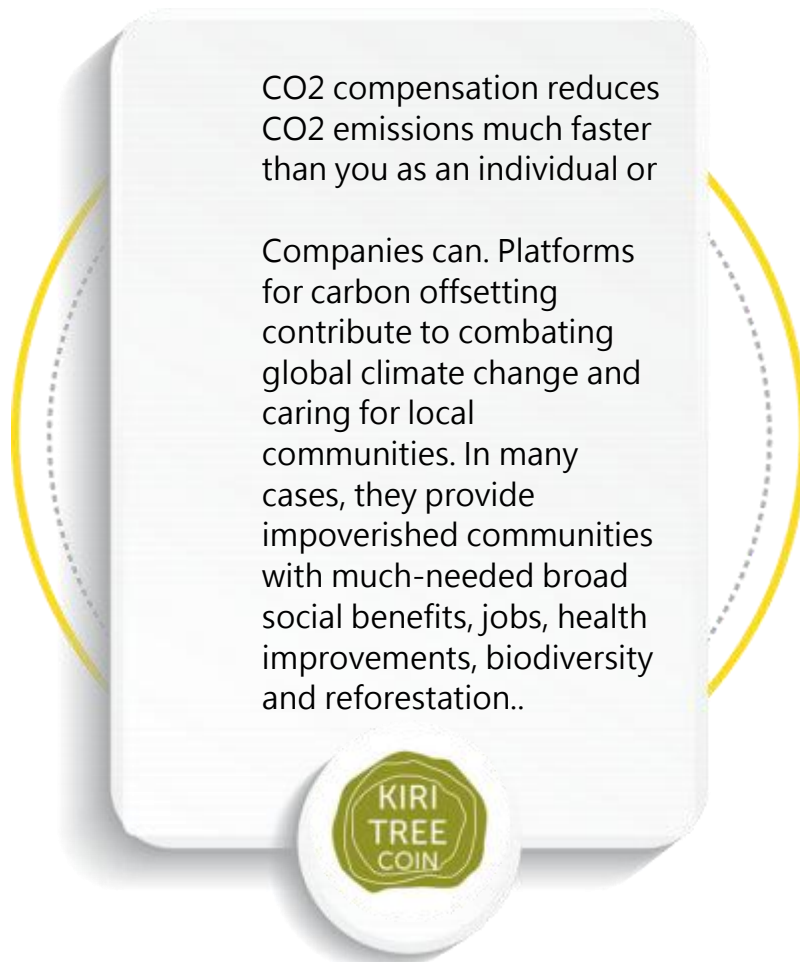 CO2 compensation reduces
CO2 emissions much faster
than you as an individual or
Companies can. Platforms
for carbon offsetting
contribute to combating
global climate change and
caring for local
communities. In many
cases, they provide
impoverished communities
with much-needed broad
social benefits, jobs, health
improvements, biodiversity
and reforestation..
KIRI
TREE
COIN